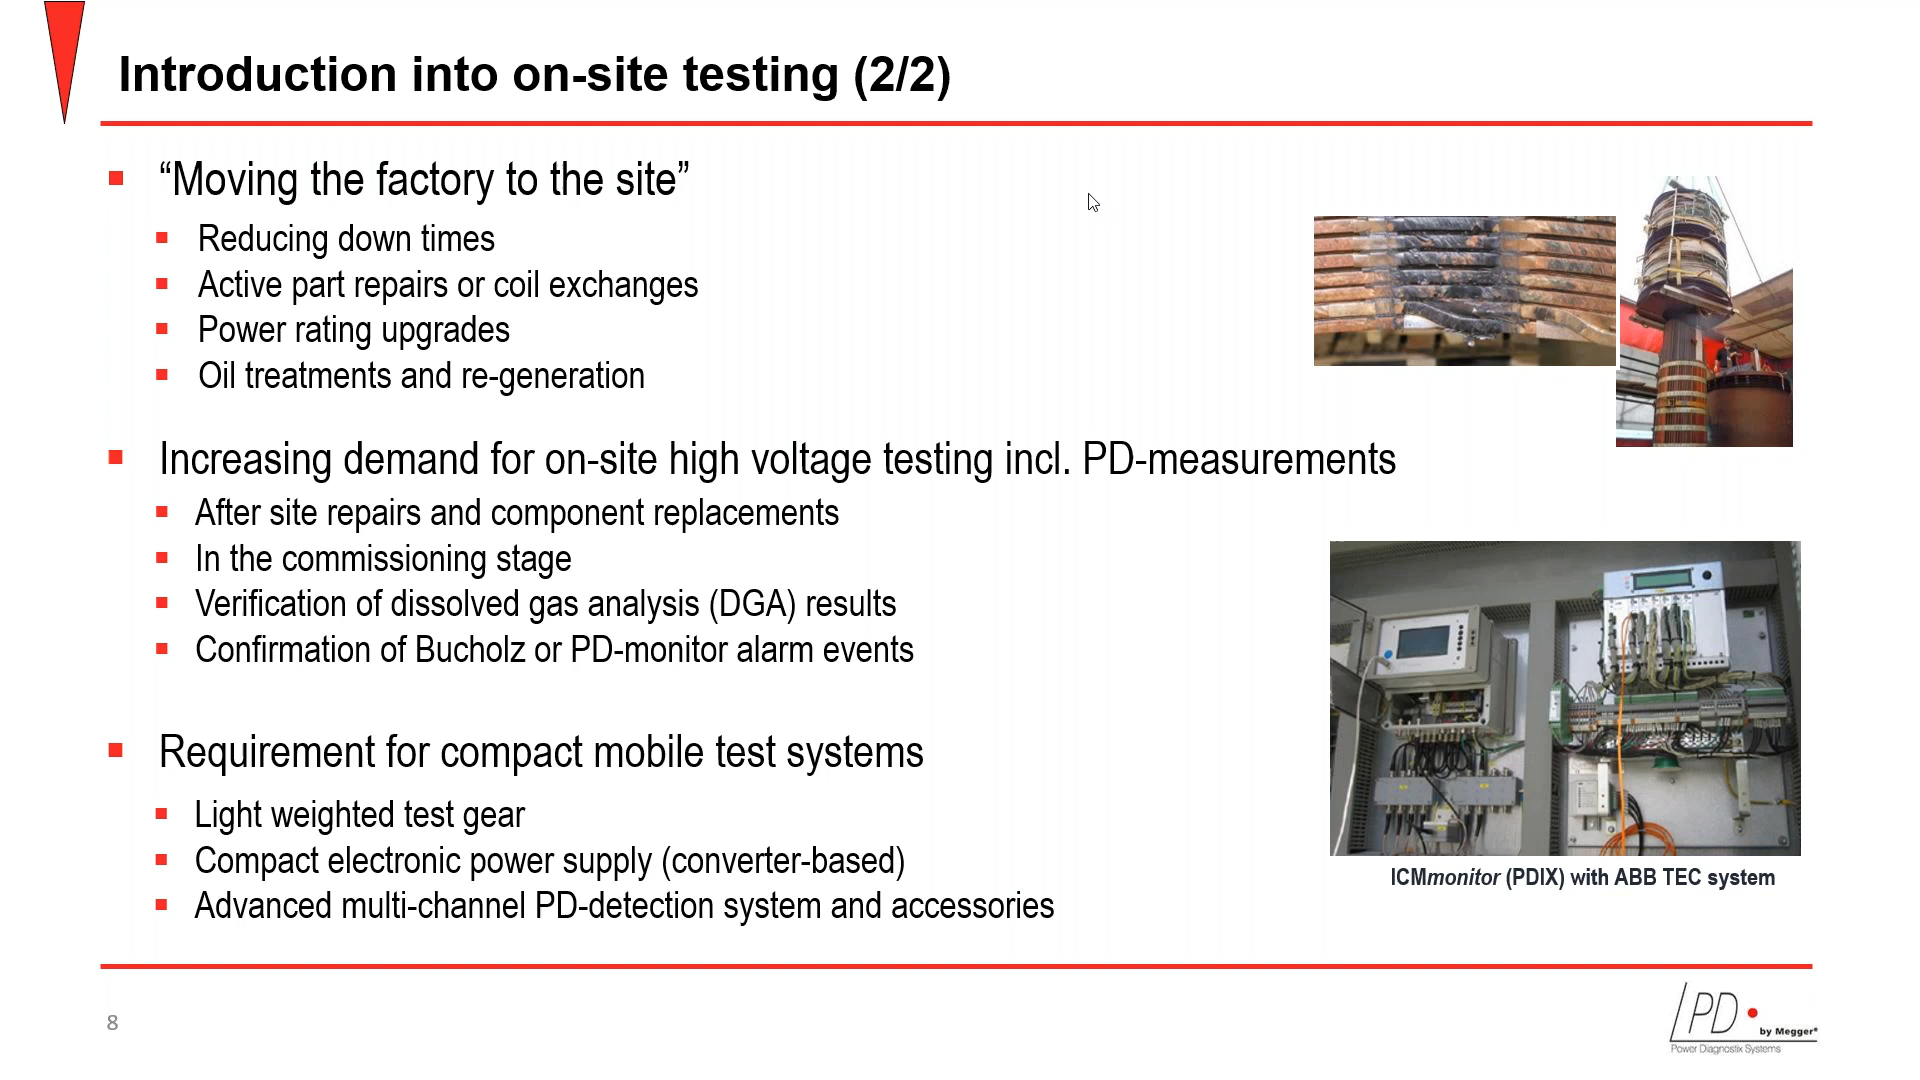 Introduction into on-site testing (2/2)
“Moving the factory to the site”
Reducing down times
Active part repairs or coil exchanges
Power rating upgrades
Oil treatments and re-generation
Increasing demand for on-site high voltage testing incl. PD-measurements
After site repairs and component replacements
In the commissioning stage
Verification of dissolved gas analysis (DGA) results
Confirmation of Bucholz or PD-monitor alarm events
Requirement for compact mobile test systems
Light weighted test gear
Compact electronic power supply (converter-based)
Advanced multi-channel PD-detection system and accessories
ICMmonitor (PDIX) with ABB TEC system
8
PD
by Megger®
Power Diagnostix Systems